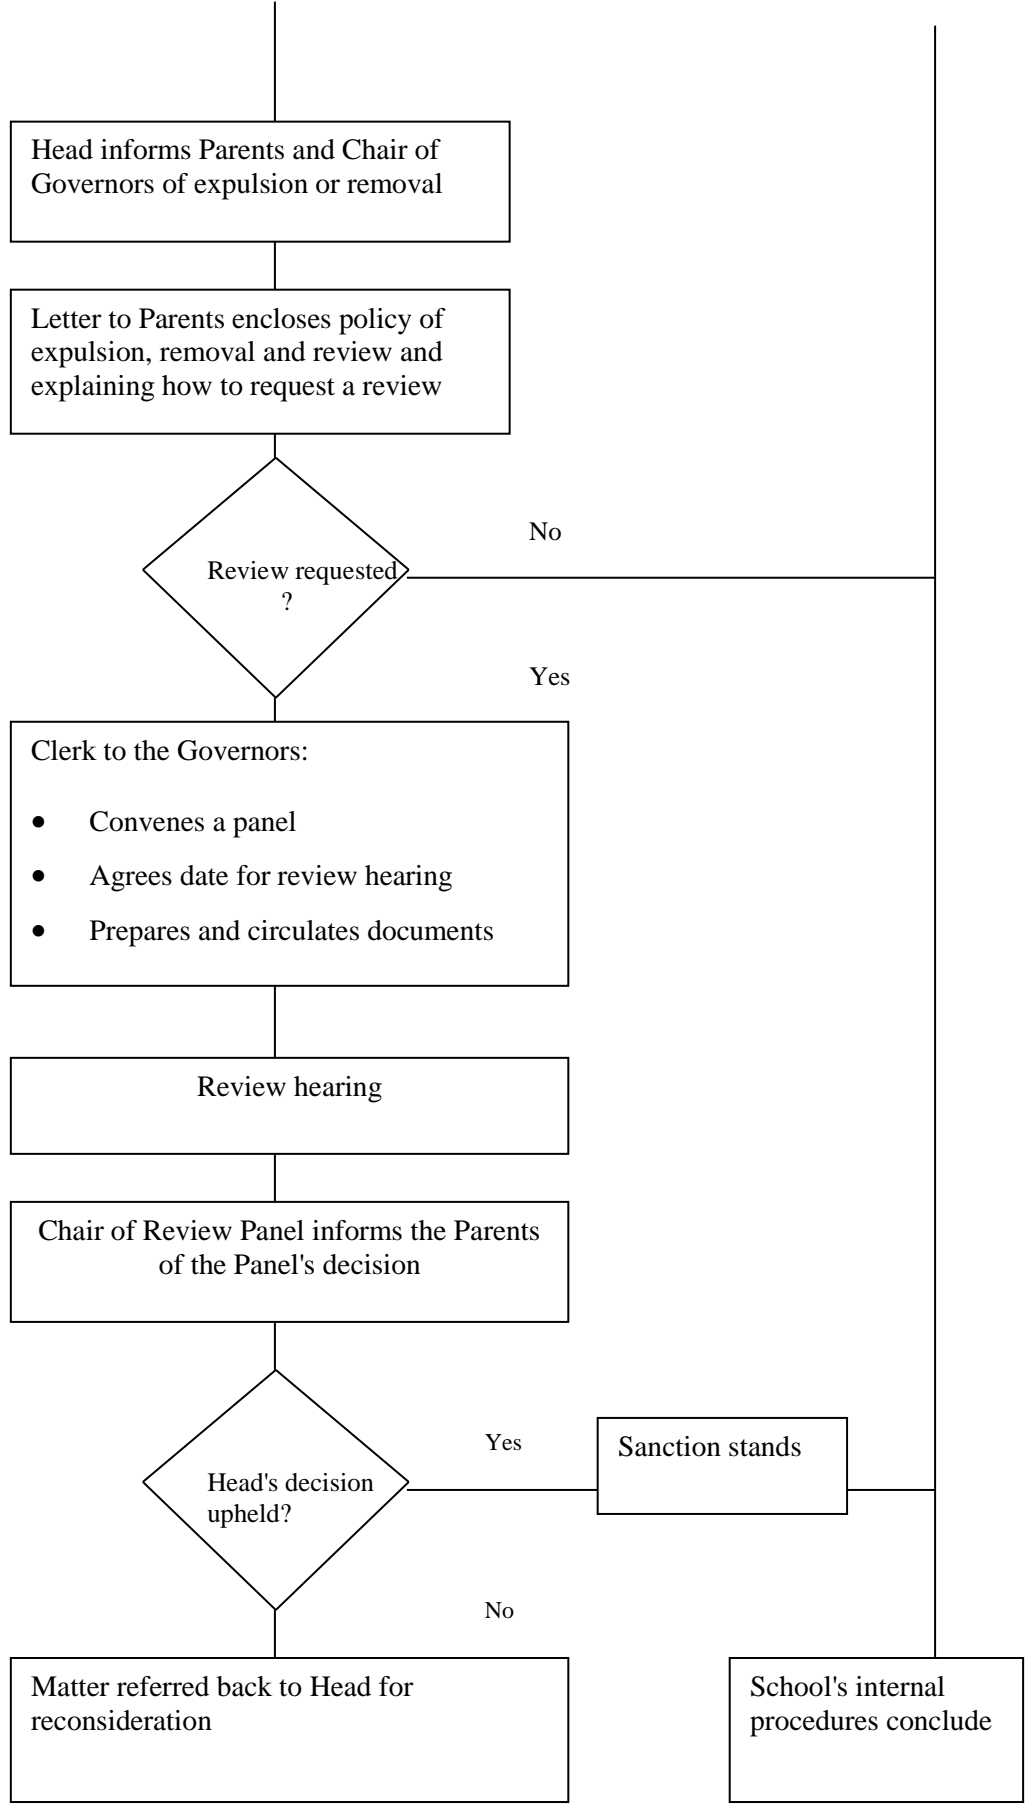 Head informs Parents and Chair of
Governors of expulsion or removal
Letter to Parents encloses policy of
expulsion, removal and review and
explaining how to request a review
No
Review requested
?
Yes
Clerk to the Governors:
• Convenes a panel
• Agrees date for review hearing
• Prepares and circulates documents
Review hearing
Chair of Review Panel informs the Parents
of the Panel's decision
Yes
Sanction stands
Head's decision
upheld?
No
Matter referred back to Head for
reconsideration
School's internal
procedures conclude